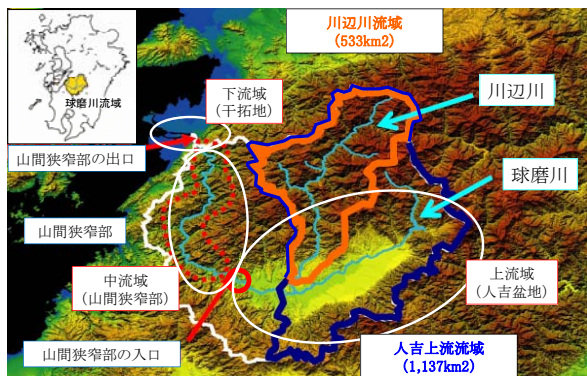 川辺川流域
(533km2)
下流域
(干拓地)
川辺川
球磨川流域
山間狭窄部の出口
球磨川
山間狭窄部
中流域
(山間狭窄部)
上流域
(人吉盆地)
山間狭窄部の入口
人吉上流流域
(1,137km2)